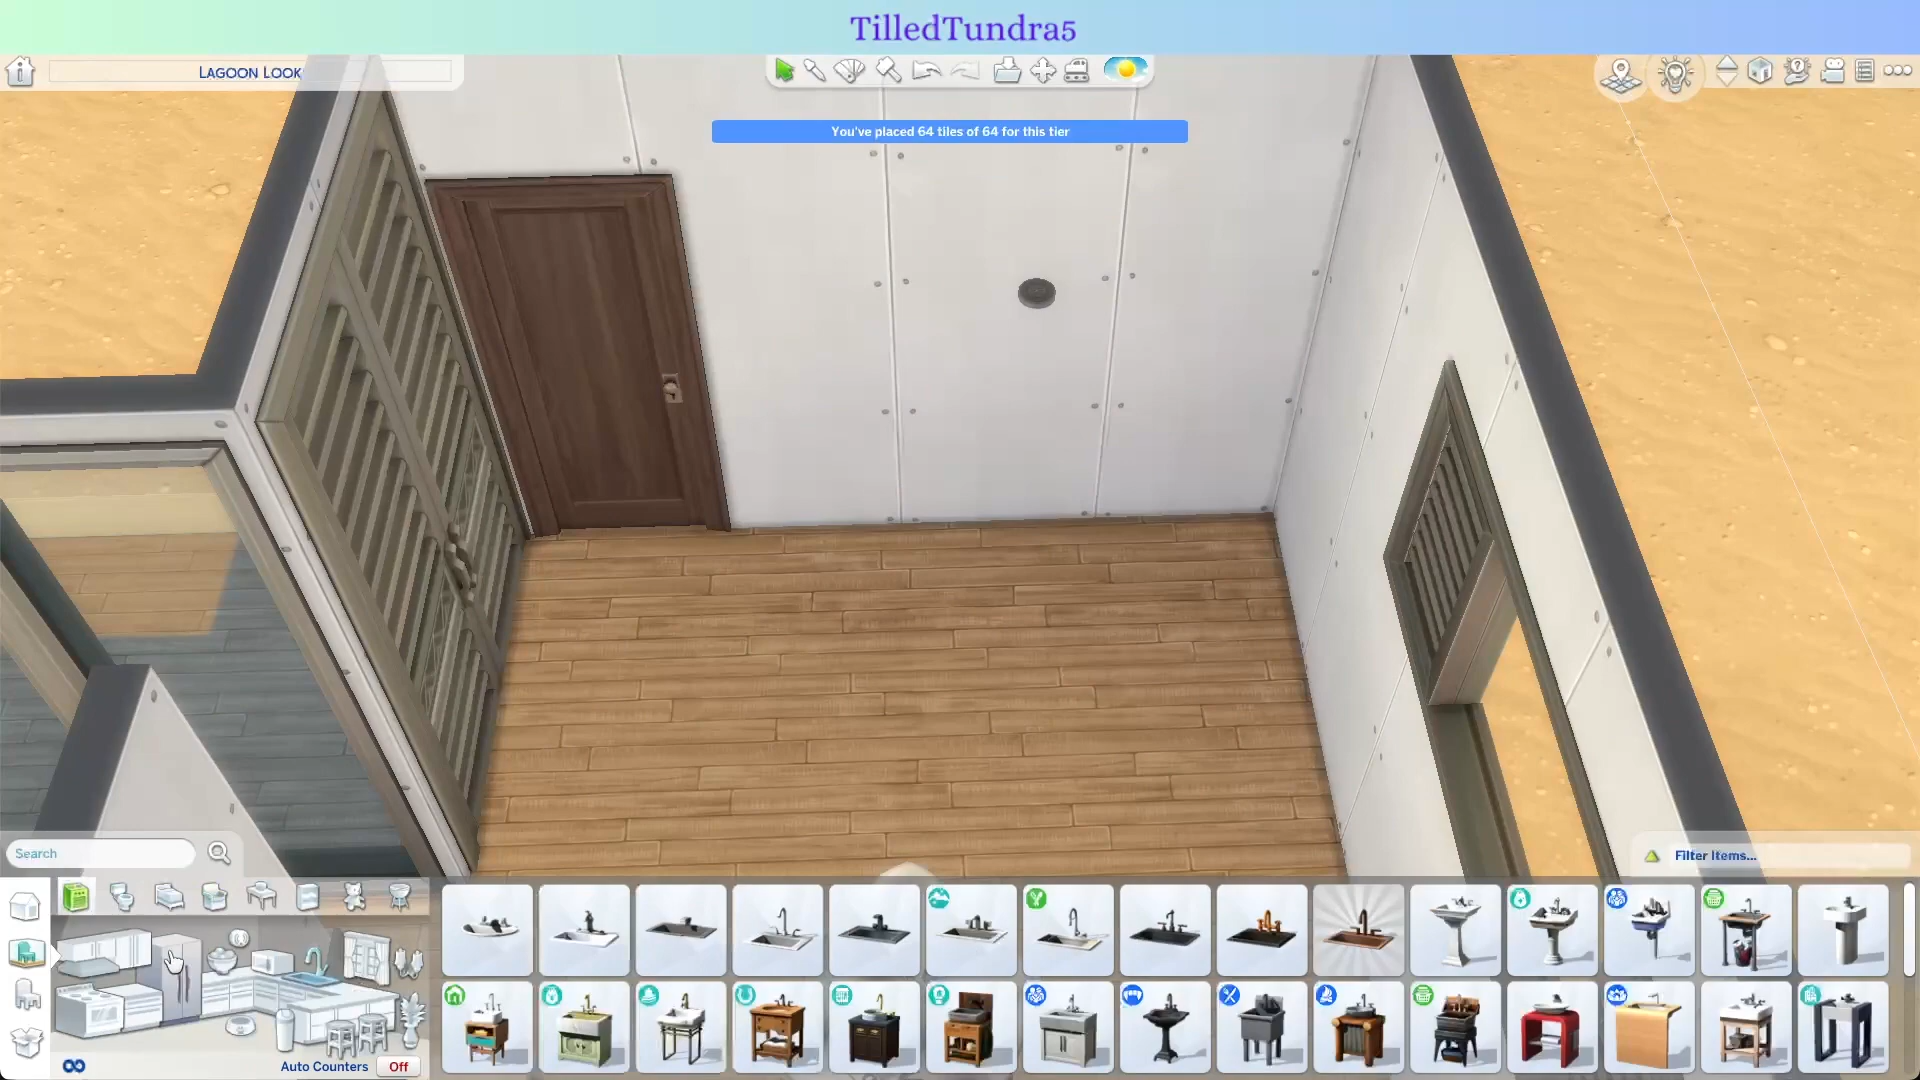 TilledTundra5
Lagoon Look
You've placed 64 tiles of 64 for this tier
Search
Filter Items...
Auto Counters
Off